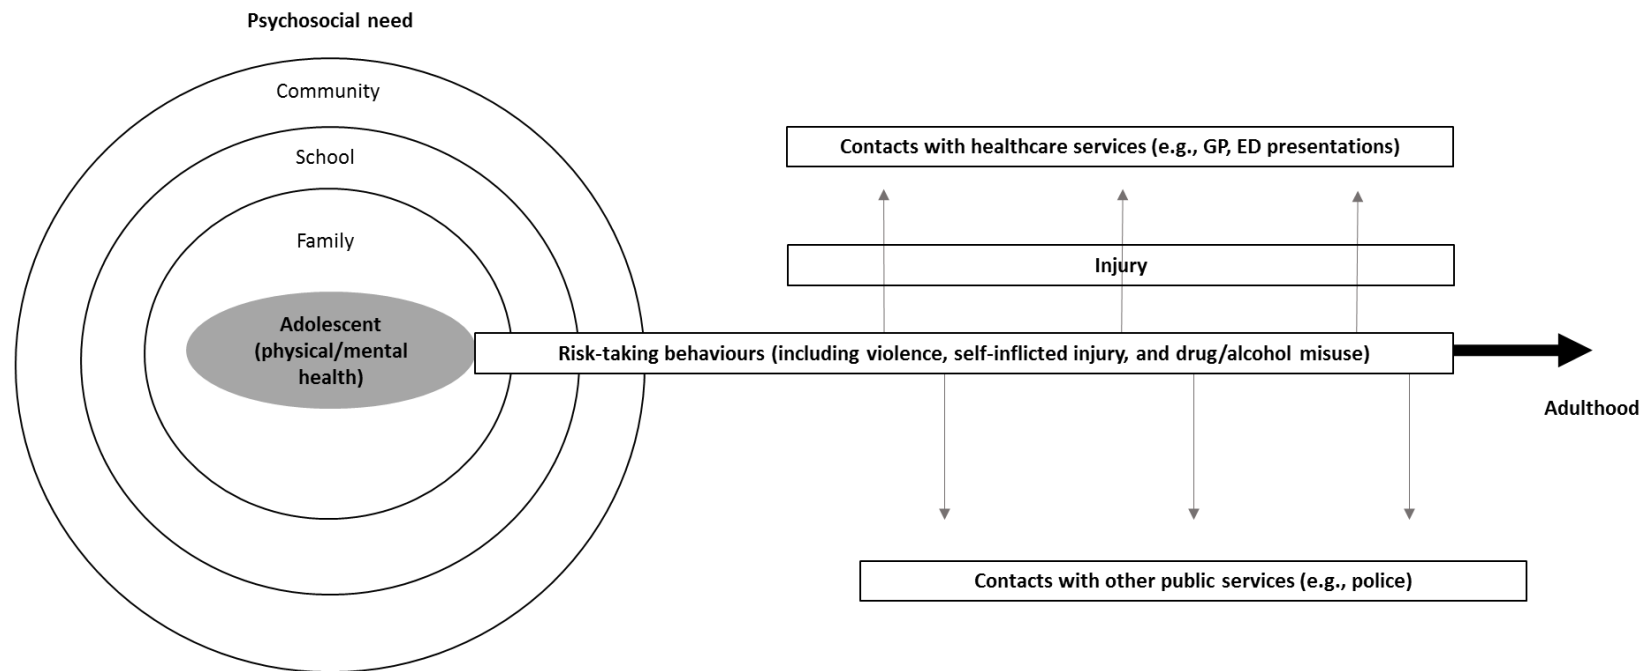 Psychosocial need
Community
School
Family
Adolescent
(physical/mental
health)
Contacts with healthcare services (e.g., GP, ED presentations)
Injury
Risk-taking behaviours (including violence, self-inflicted injury, and drug/alcohol misuse)
Adulthood
Contacts with other public services (e.g., police)